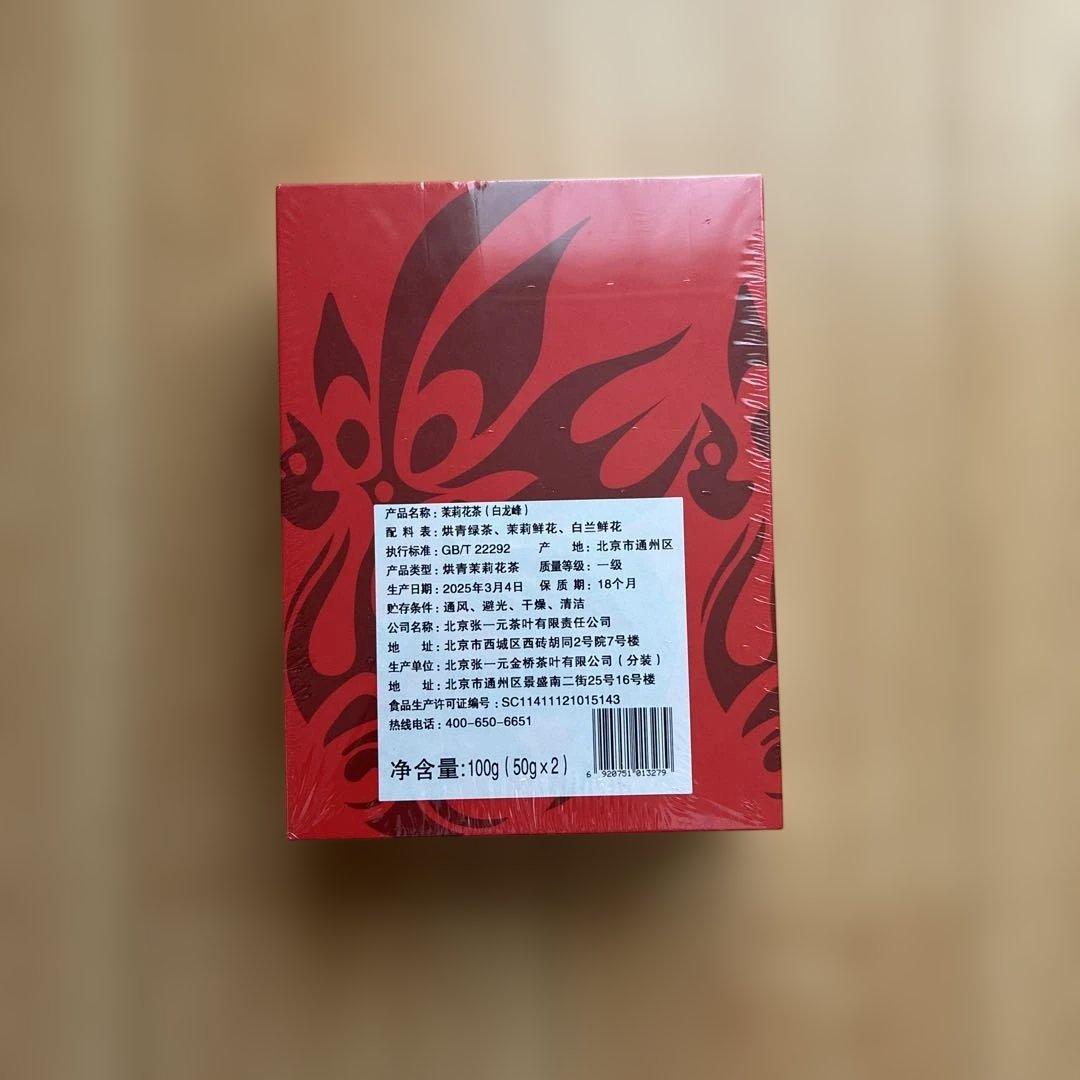 产品名称：茉莉花茶（白龙峰）
配 料 表：烘青绿茶、茉莉鲜花、白兰鲜花
执行标准：GB/T 22292 产 地：北京市通州区
产品类型：烘青茉莉花茶 质量等级：一级
生产日期：2025年3月4日 保 质 期：18个月
贮存条件：通风、避光、干燥、清洁
公司名称：北京张一元茶叶有限责任公司
地 址：北京市西城区西砖胡同2号院7号楼
生产单位：北京张一元金桥茶叶有限公司（分装）
地 址：北京市通州区景盛南二街25号16号楼
食品生产许可证编号：SC11411121015143
热线电话：400-650-6651
净含量：100g（50g x 2）
6 920751 013279